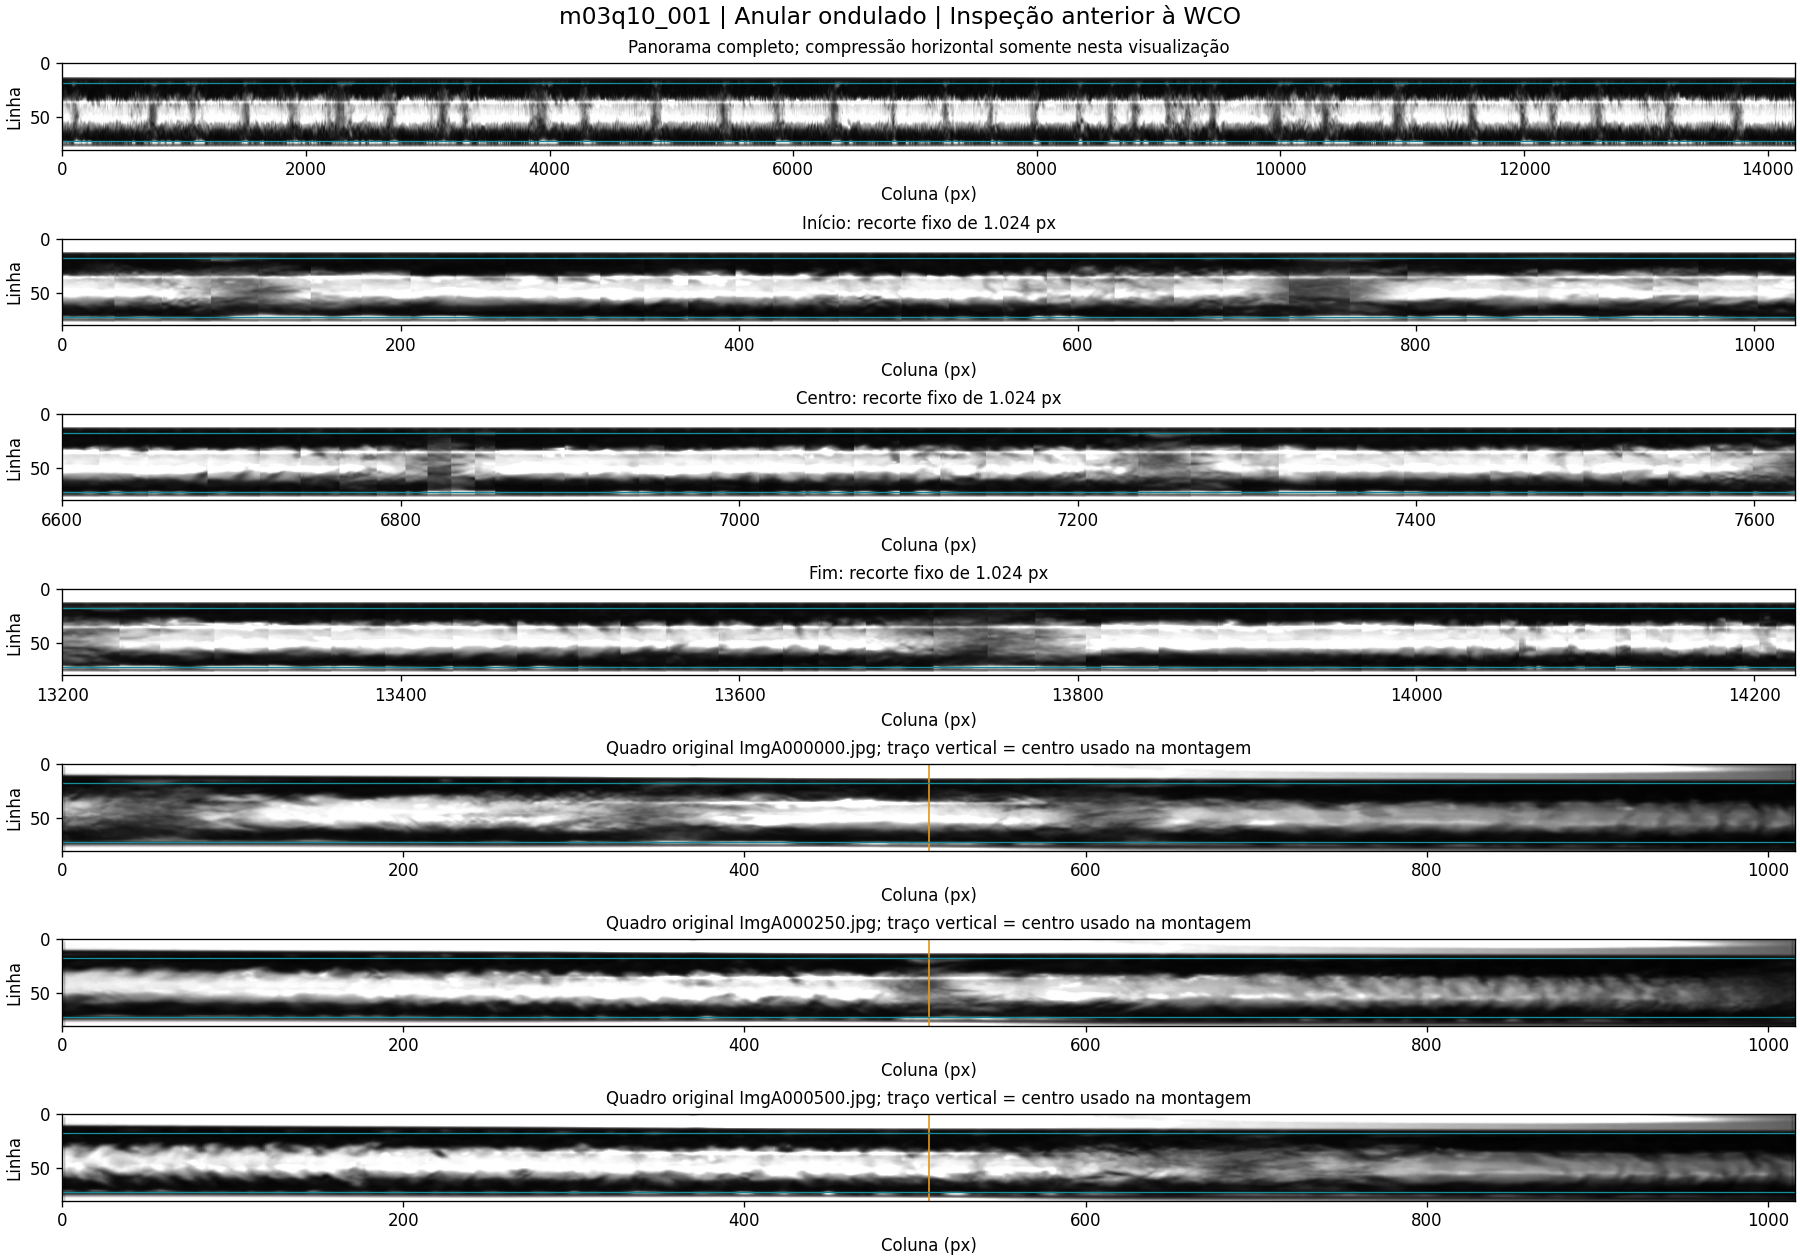 m03q10_001 | Anular ondulado | Inspeção anterior à WCO
Panorama completo; compressão horizontal somente nesta visualização
0
Linha
50
0 2000 4000 6000 8000 10000 12000 14000
Coluna (px)
Início: recorte fixo de 1.024 px
0
Linha
50
0 200 400 600 800 1000
Coluna (px)
Centro: recorte fixo de 1.024 px
0
Linha
50
6600 6800 7000 7200 7400 7600
Coluna (px)
Fim: recorte fixo de 1.024 px
0
Linha
50
13200 13400 13600 13800 14000 14200
Coluna (px)
Quadro original ImgA000000.jpg; traço vertical = centro usado na montagem
0
Linha
50
0 200 400 600 800 1000
Coluna (px)
Quadro original ImgA000250.jpg; traço vertical = centro usado na montagem
0
Linha
50
0 200 400 600 800 1000
Coluna (px)
Quadro original ImgA000500.jpg; traço vertical = centro usado na montagem
0
Linha
50
0 200 400 600 800 1000
Coluna (px)